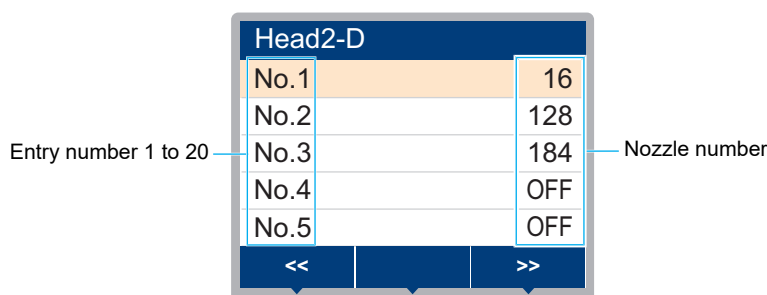 Head2-D
No.1 16
No.2 128
Entry number 1 to 20 No.3 184 Nozzle number
No.4 OFF
No.5 OFF
<< >>